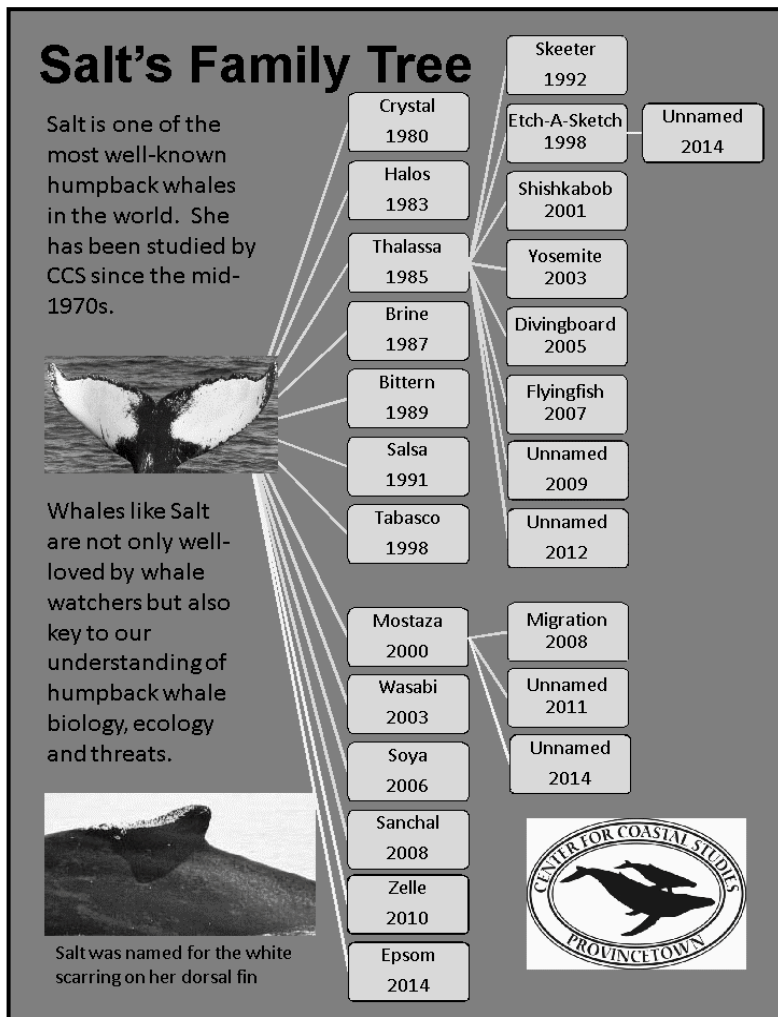 Salt's Family Tree
Salt is one of the
most well-known
humpback whales
in the world.  She
has been studied by
CCS since the mid-
1970s.
Whales like Salt
are not only well-
loved by whale
watchers but also
key to our
understanding of
humpback whale
biology, ecology
and threats.
Salt was named for the white
scarring on her dorsal fin
Crystal
1980
Halos
1983
Thalassa
1985
Brine
1987
Bittern
1989
Salsa
1991
Tabasco
1998
Mostaza
2000
Wasabi
2003
Soya
2006
Sanchal
2008
Zelle
2010
Epsom
2014
Skeeter
1992
Etch-A-Sketch
1998
Shishkabob
2001
Yosemite
2003
Divingboard
2005
Flyingfish
2007
Unnamed
2009
Unnamed
2012
Migration
2008
Unnamed
2011
Unnamed
2014
Unnamed
2014
CENTER FOR COASTAL STUDIES
PROVINCETOWN